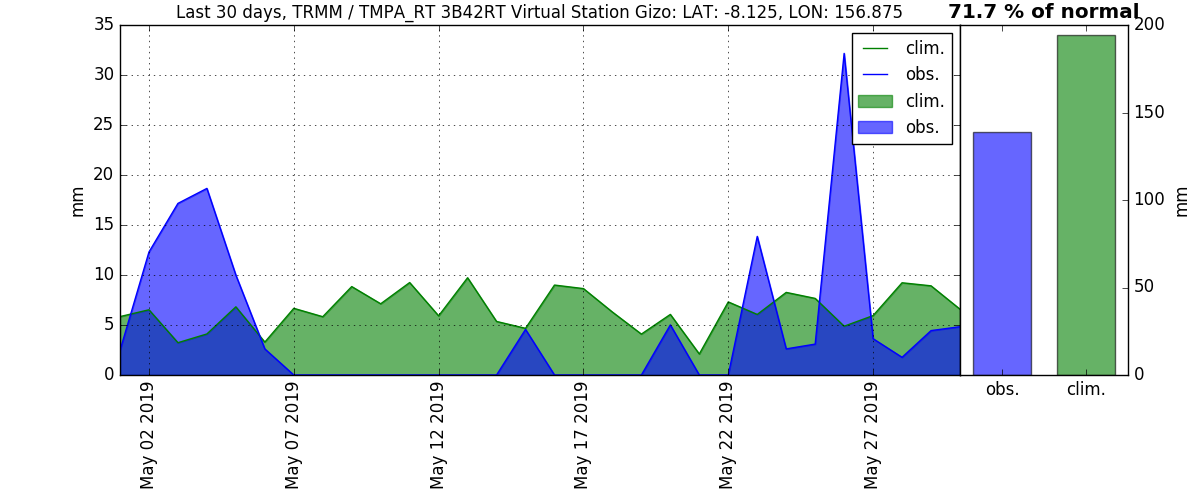 Last 30 days, TRMM / TMPA_RT 3B42RT Virtual Station Gizo: LAT: -8.125, LON: 156.875
71.7 % of normal
35
30
25
20
15
10
5
0
mm
clim.
obs.
clim.
obs.
200
150
100
50
0
mm
May 02 2019
May 07 2019
May 12 2019
May 17 2019
May 22 2019
May 27 2019
obs.
clim.